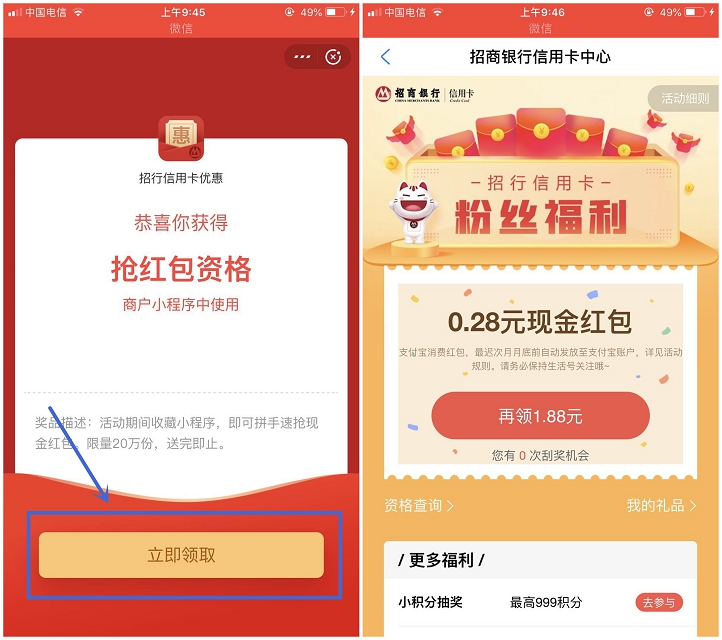 中国电信
上午9:45
49%
微信
招行信用卡优惠
恭喜你获得
抢红包资格
商户小程序中使用
奖品描述：活动期间收藏小程序，即可拼手速抢现
金红包。限量20万份，送完即止。
立即领取
中国电信
上午9:46
49%
微信
招商银行信用卡中心
招商银行 信用卡
CHINA MERCHANTS BANK Credit Card
活动细则
招行信用卡
粉丝福利
0.28元现金红包
支付宝消费红包，最迟次月月底前自动发放至支付宝账户，详见活动
规则。请务必保持生活号关注哦~
再领1.88元
您有 0 次刮奖机会
资格查询
我的礼品
/ 更多福利 /
小积分抽奖 最高999积分 去参与